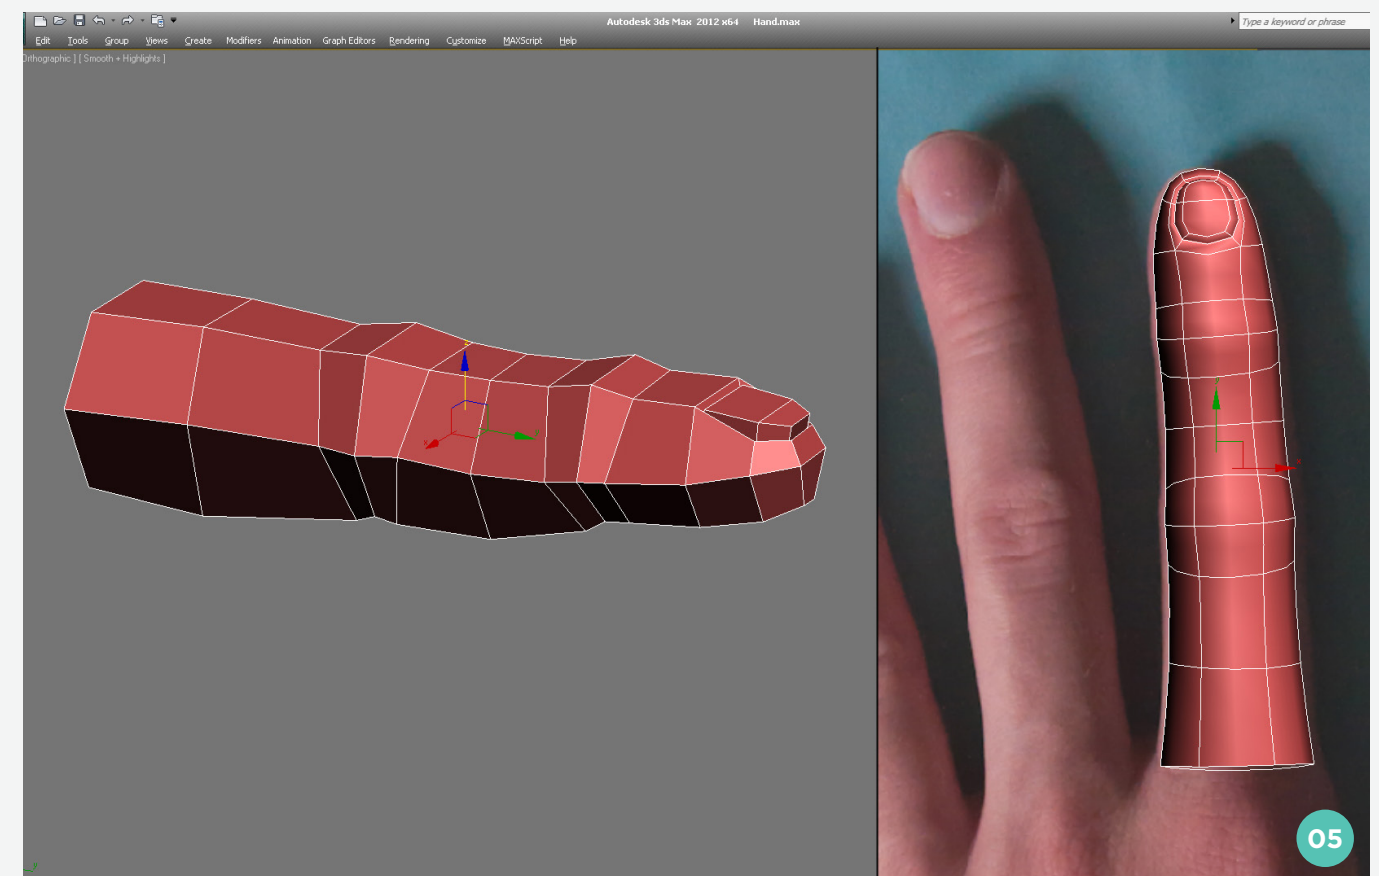 Autodesk 3ds Max 2012 x64 Hand.max
Type a keyword or phrase
Edit Tools Group Views Create Modifiers Animation Graph Editors Rendering Customize MAXScript Help
rthographic ] [ Smooth + Highlights ]
z
x
y
x
y
05